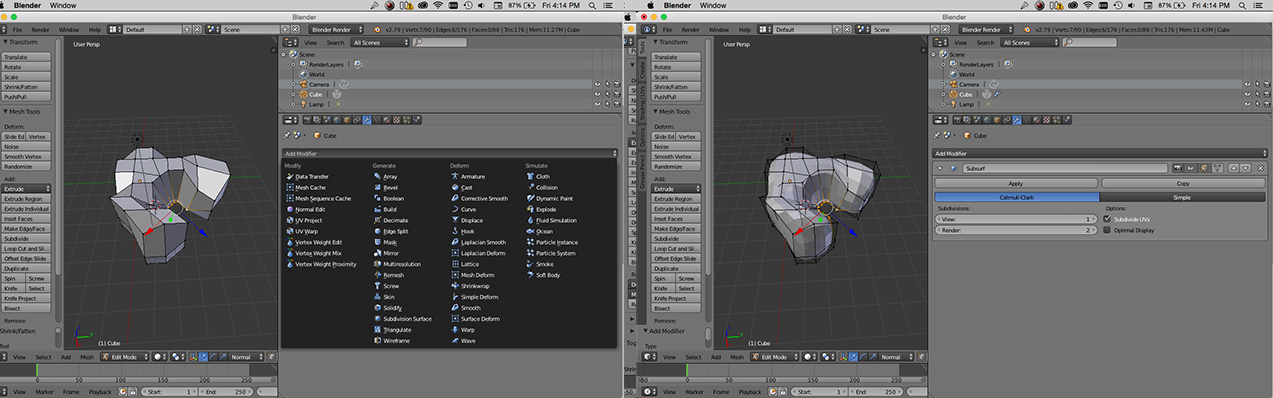 Blender Window 87% Fri 4:14 PM
Blender
File Render Window Help Default Scene Blender Render v2.79 | Verts:7/90 | Edges:6/176 | Faces:0/88 | Tris:176 | Mem:11.27M | Cube
Transform
Translate
Rotate
Scale
Shrink/Fatten
Push/Pull
Mesh Tools
Deform:
Slide Ed Vertex
Noise
Smooth Vertex
Randomize
Add:
Extrude
Extrude Region
Extrude Individual
Inset Faces
Make Edge/Face
Subdivide
Loop Cut and Sli...
Offset Edge Slide
Duplicate
Spin Screw
Knife Select
Knife Project
Bisect
Remove:
Shrink/Fatten
User Persp
(1) Cube
View Select Add Mesh Edit Mode Normal
0 50 100 150 200 250
View Marker Frame Playback Start: 1 End: 250
View Search All Scenes
Scene
RenderLayers |
World
Camera |
Cube |
Lamp |
Cube
Add Modifier
Modify
Data Transfer
Mesh Cache
Mesh Sequence Cache
Normal Edit
UV Project
UV Warp
Vertex Weight Edit
Vertex Weight Mix
Vertex Weight Proximity
Generate
Array
Bevel
Boolean
Build
Decimate
Edge Split
Mask
Mirror
Multiresolution
Remesh
Screw
Skin
Solidify
Subdivision Surface
Triangulate
Wireframe
Deform
Armature
Cast
Corrective Smooth
Curve
Displace
Hook
Laplacian Smooth
Laplacian Deform
Lattice
Mesh Deform
Shrinkwrap
Simple Deform
Smooth
Surface Deform
Warp
Wave
Simulate
Cloth
Collision
Dynamic Paint
Explode
Fluid Simulation
Ocean
Particle Instance
Particle System
Smoke
Soft Body
Blender Window 87% Fri 4:14 PM
Blender
File Render Window Help Default Scene Blender Render v2.79 | Verts:7/90 | Edges:6/176 | Faces:0/88 | Tris:176 | Mem:11.43M | Cube
Tools
Create
Shading/UVs
Transform
Translate
Rotate
Scale
Shrink/Fatten
Push/Pull
Mesh Tools
Deform:
Slide Ed Vertex
Noise
Smooth Vertex
Randomize
Add:
Extrude
Extrude Region
Extrude Individual
Inset Faces
Make Edge/Face
Subdivide
Loop Cut and Sli...
Offset Edge Slide
Duplicate
Spin Screw
Knife Select
Knife Project
Bisect
Remove:
Add Modifier
Type
User Persp
(1) Cube
View Select Add Mesh Edit Mode Normal
-50 0 50 100 150 200 250
View Marker Frame Playback Start: 1 End: 250
View Search All Scenes
Scene
RenderLayers |
World
Camera |
Cube |
Lamp |
Cube
Add Modifier
Subsurf
Apply Copy
Catmull-Clark Simple
Subdivisions: Options:
View: 1 Subdivide UVs
Render: 2 Optimal Display